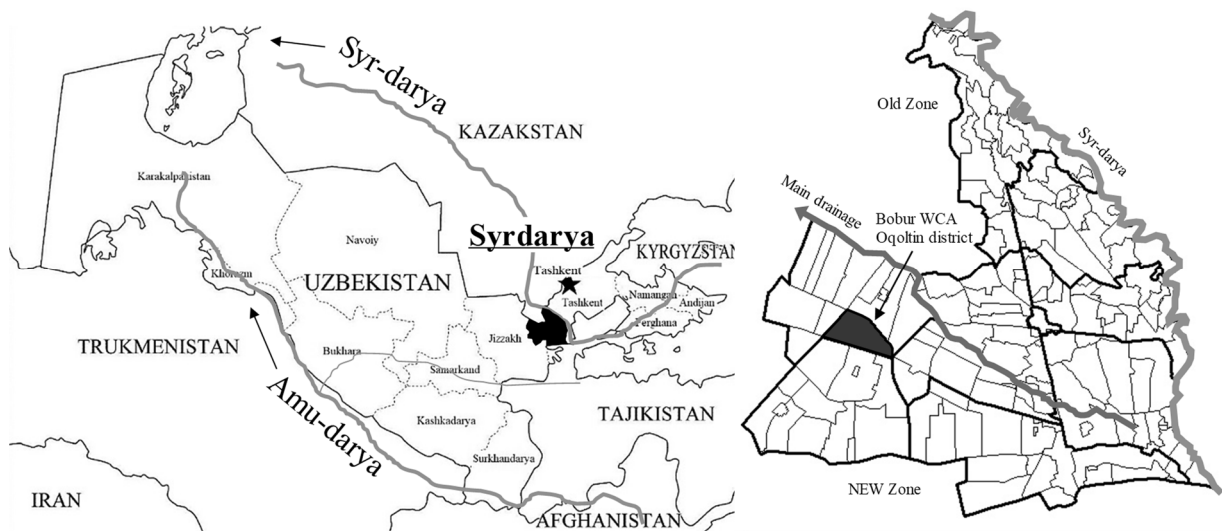 Syr-darya
KAZAKSTAN
Karakalpakistan
Navoiy
Syrdarya
KYRGYZSTAN
Khorezm
UZBEKISTAN
Tashkent
Tashkent
Namangan
Andijan
Ferghana
TRUKMENISTAN
Bukhara
Jizzakh
Samarkand
Amu-darya
Kashkadarya
TAJIKISTAN
Surkhandarya
IRAN
AFGHANISTAN
Old Zone
Syr-darya
Main drainage
Bobur WCA
Oqoltin district
NEW Zone